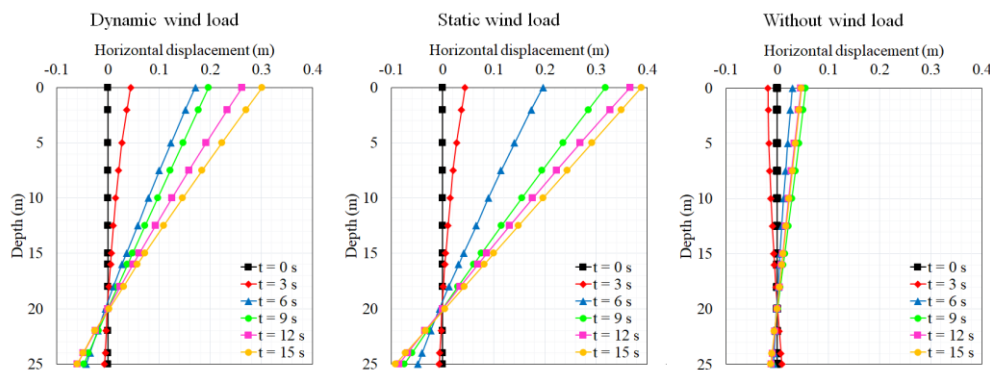 Dynamic wind load
Horizontal displacement (m)
-0.1 0 0.1 0.2 0.3 0.4
0
5
10
15
20
25
Depth (m)
t = 0 s
t = 3 s
t = 6 s
t = 9 s
t = 12 s
t = 15 s
Static wind load
Horizontal displacement (m)
-0.1 0 0.1 0.2 0.3 0.4
0
5
10
15
20
25
Depth (m)
t = 0 s
t = 3 s
t = 6 s
t = 9 s
t = 12 s
t = 15 s
Without wind load
Horizontal displacement (m)
-0.1 0 0.1 0.2 0.3 0.4
0
5
10
15
20
25
Depth (m)
t = 0 s
t = 3 s
t = 6 s
t = 9 s
t = 12 s
t = 15 s